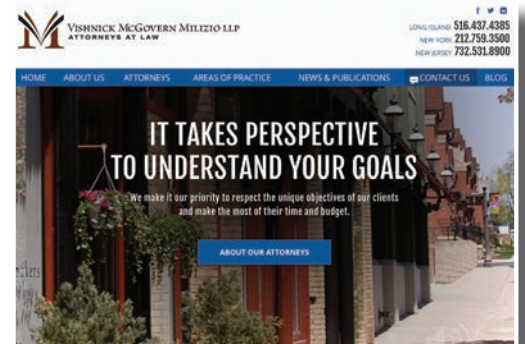 VISHNICK MCGOVERN MILIZIO LLP
ATTORNEYS AT LAW
LONG ISLAND 516.437.4385
NEW YORK 212.759.3500
NEW JERSEY 732.531.8900
HOME ABOUT US ATTORNEYS AREAS OF PRACTICE NEWS & PUBLICATIONS CONTACT US BLOG
IT TAKES PERSPECTIVE
TO UNDERSTAND YOUR GOALS
We make it our priority to respect the unique objectives of our clients
and make the most of their time and budget.
ABOUT OUR ATTORNEYS